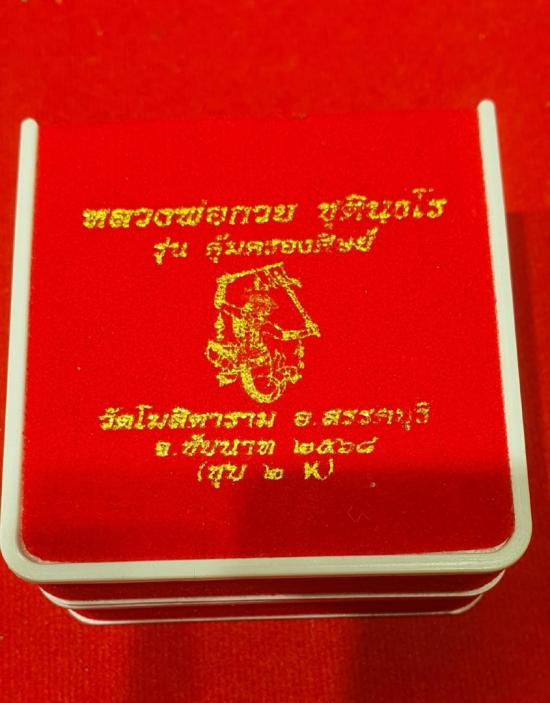 หลวงพ่อกวย ชุตินฺธโร
รุ่น คุ้มครองศิษย์
วัดโฆสิตาราม อ.สรรคบุรี
จ.ชัยนาท ๒๕๖๘
(ชุบ ๒ K)